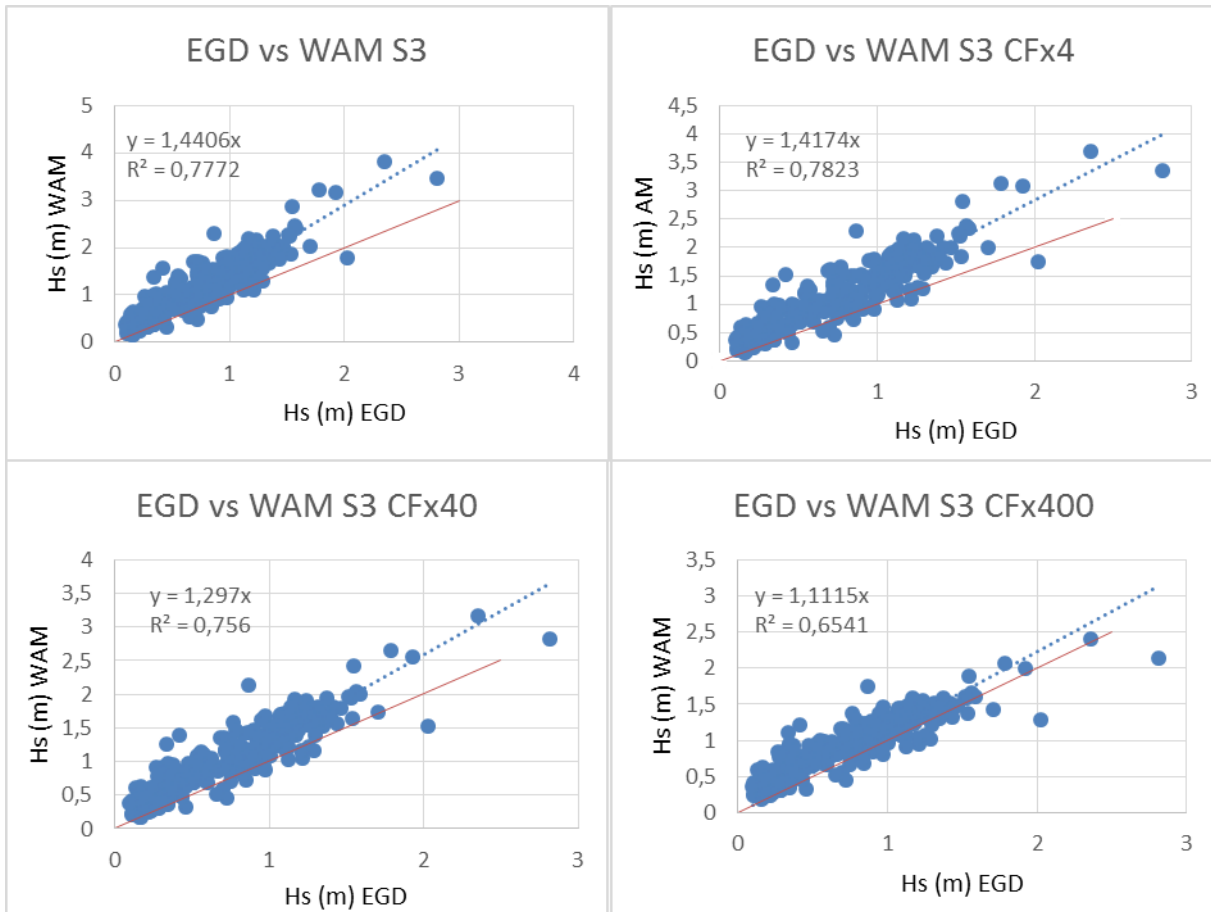 EGD vs WAM S3
5
4
3
2
1
0
y = 1,4406x
R² = 0,7772
Hs (m) WAM
0 1 2 3 4
Hs (m) EGD
EGD vs WAM S3 CFx4
4,5
4
3,5
3
2,5
2
1,5
1
0,5
0
y = 1,4174x
R² = 0,7823
Hs (m) AM
0 1 2 3
Hs (m) EGD
EGD vs WAM S3 CFx40
4
3,5
3
2,5
2
1,5
1
0,5
0
y = 1,297x
R² = 0,756
Hs (m) WAM
0 1 2 3
Hs (m) EGD
EGD vs WAM S3 CFx400
3,5
3
2,5
2
1,5
1
0,5
0
y = 1,1115x
R² = 0,6541
Hs (m) WAM
0 1 2 3
Hs (m) EGD